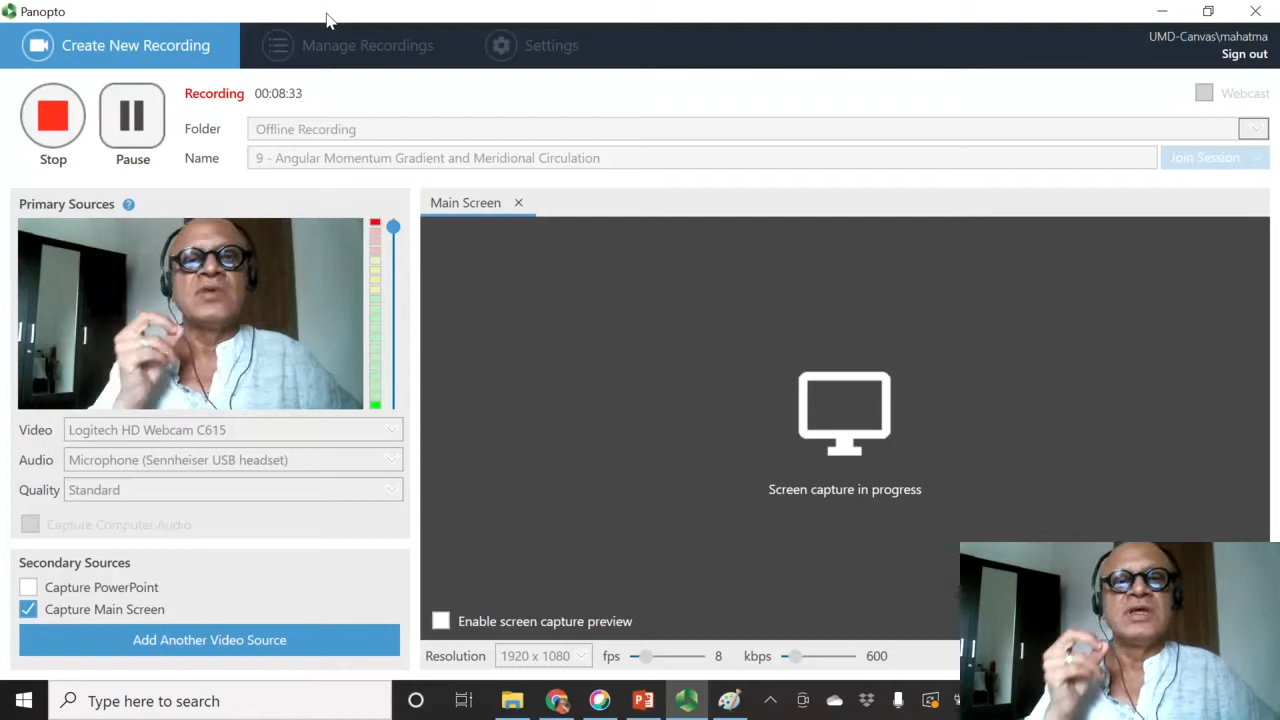 Panopto
Create New Recording
Manage Recordings
Settings
UMD-Canvas\mahatma
Sign out
Recording 00:08:33
Webcast
Folder Offline Recording
Name 9 - Angular Momentum Gradient and Meridional Circulation
Join Session
Stop Pause
Primary Sources ?
Main Screen
Video Logitech HD Webcam C615
Audio Microphone (Sennheiser USB headset)
Quality Standard
Capture Computer Audio
Screen capture in progress
Secondary Sources
Capture PowerPoint
Capture Main Screen
Add Another Video Source
Enable screen capture preview
Resolution 1920 x 1080 fps 8 kbps 600
Type here to search